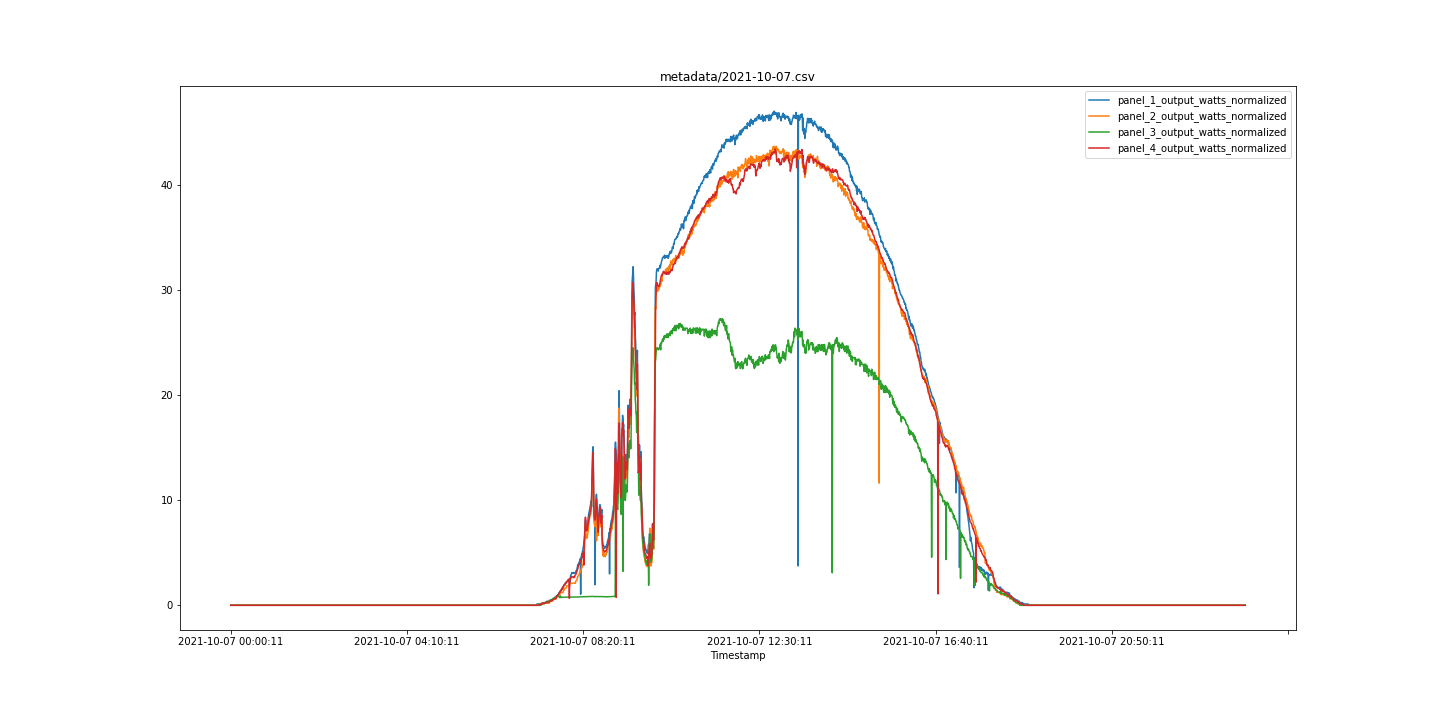 metadata/2021-10-07.csv
panel_1_output_watts_normalized
panel_2_output_watts_normalized
panel_3_output_watts_normalized
panel_4_output_watts_normalized
40
30
20
10
0
2021-10-07 00:00:11 2021-10-07 04:10:11 2021-10-07 08:20:11 2021-10-07 12:30:11 2021-10-07 16:40:11 2021-10-07 20:50:11
Timestamp